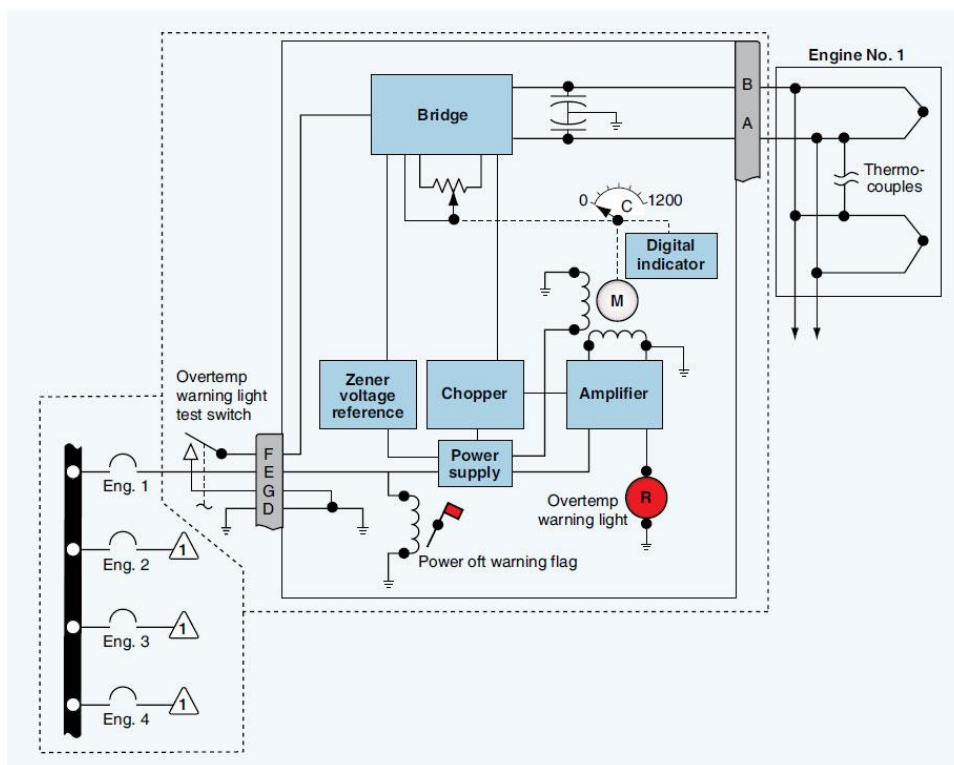 Engine No. 1
Bridge
B
A
Thermo-
couples
0
C
1200
Digital
indicator
M
Zener
voltage
reference
Chopper
Amplifier
Power
supply
Overtemp
warning light
test switch
F
E
G
D
R
Overtemp
warning light
Power oft warning flag
Eng. 1
1
Eng. 2
1
Eng. 3
1
Eng. 4